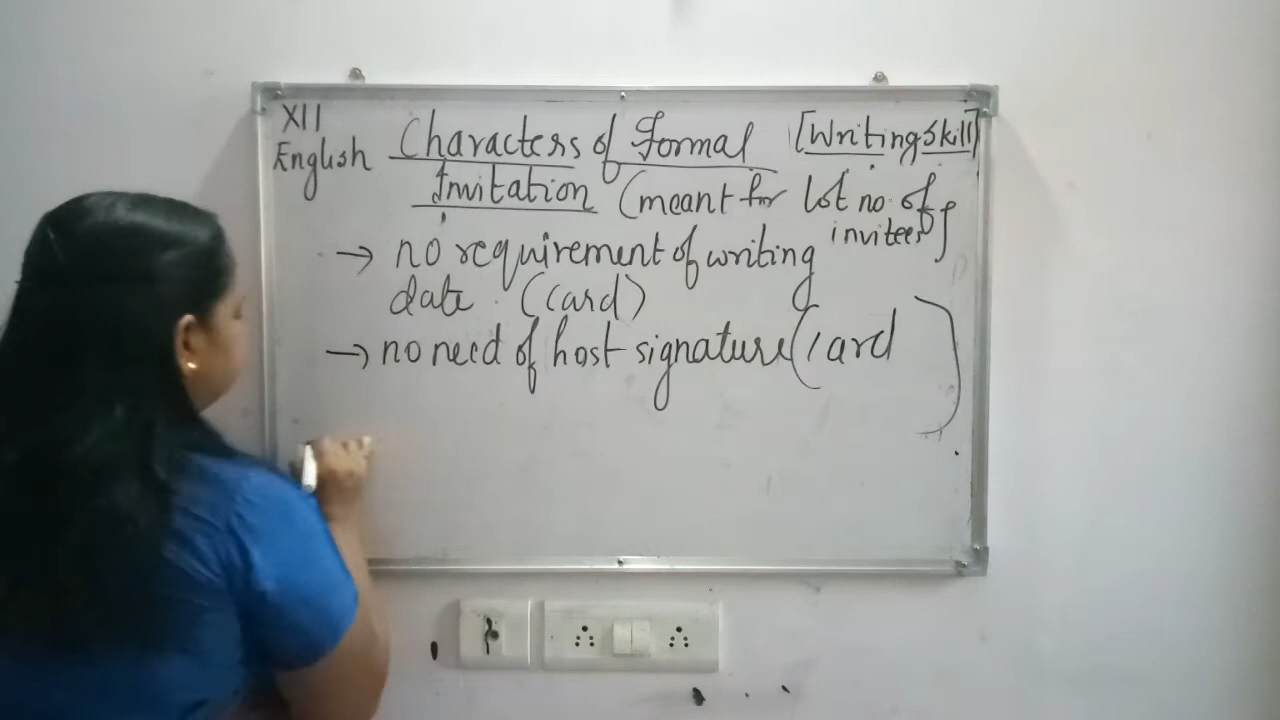 XII
English
Characters of Formal [Writing Skill]
Invitation (meant for lot no. of
invitees)
→ no requirement of writing
date. (card)
→ no need of host signature (card)